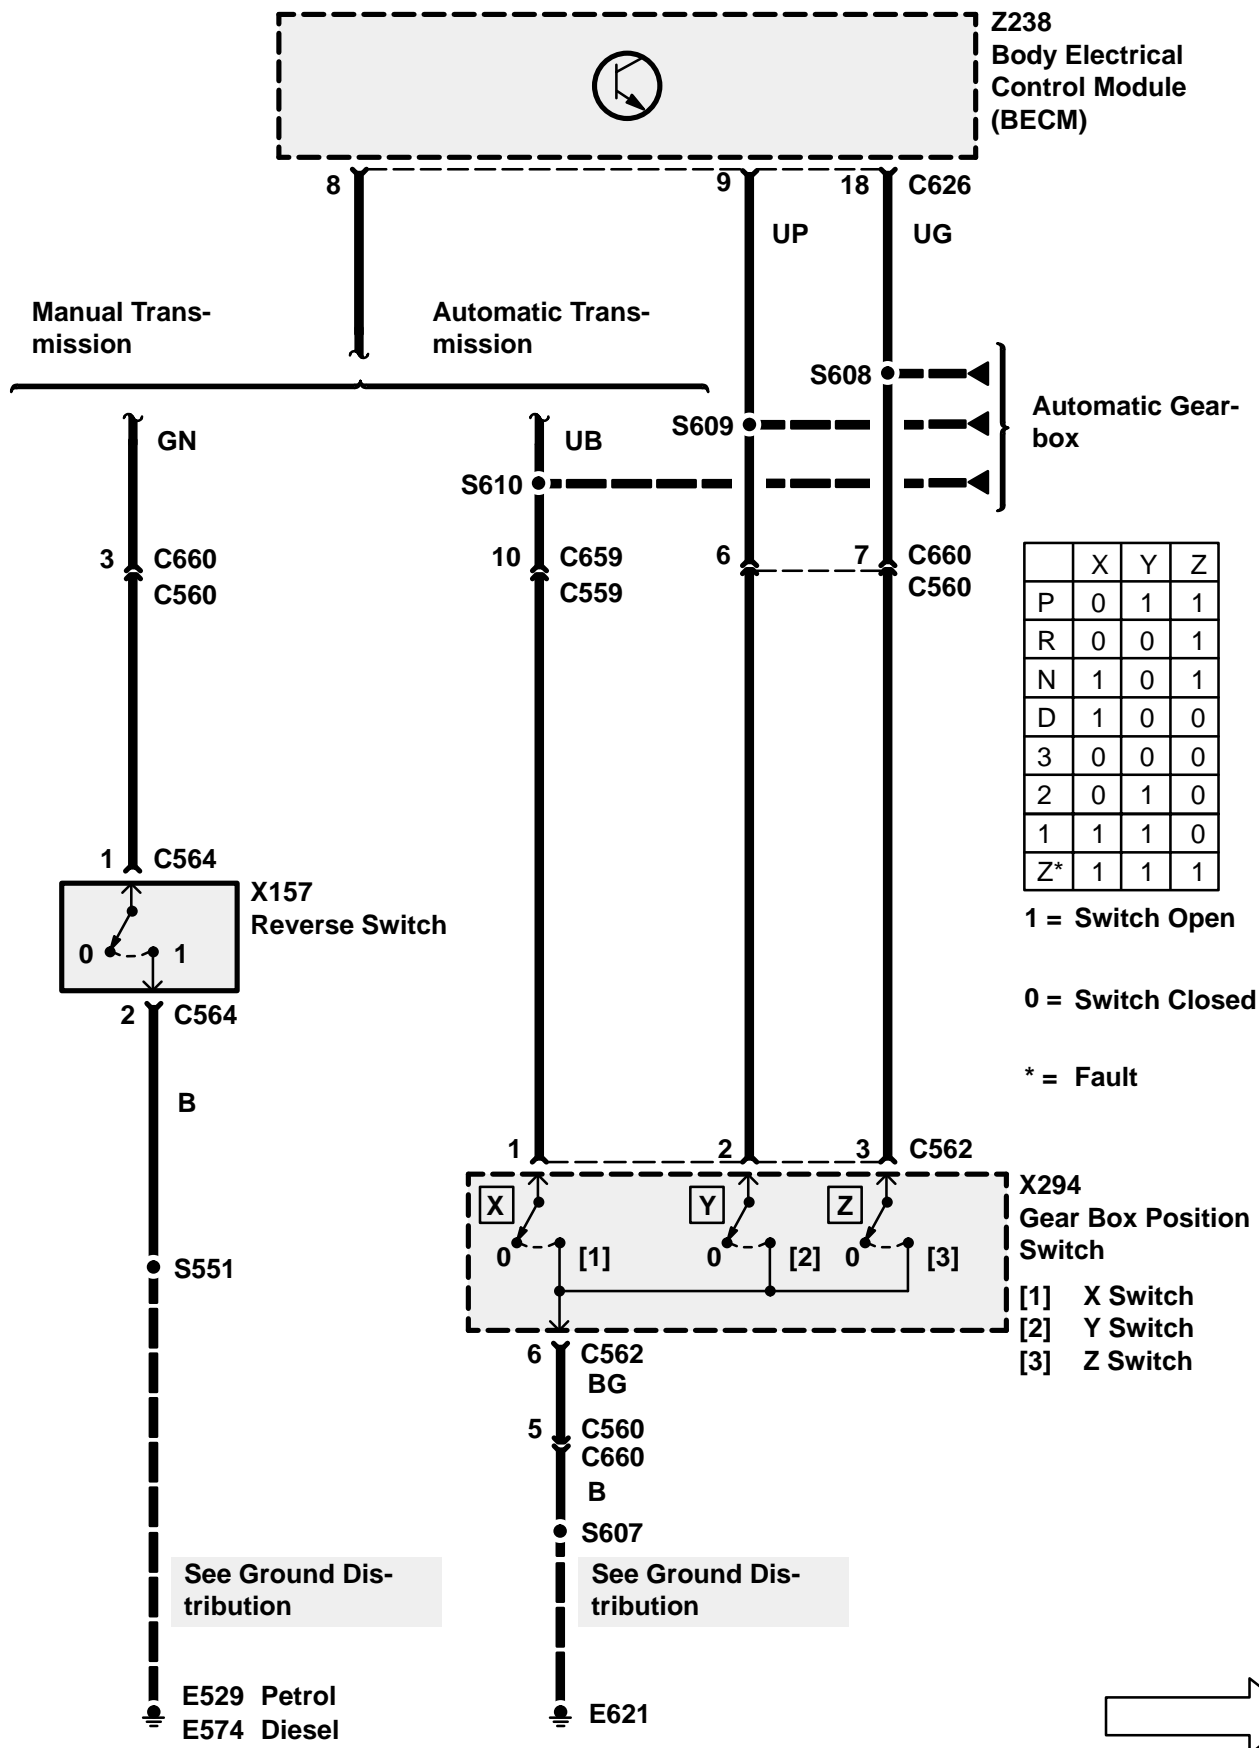 Z238
Body Electrical
Control Module
(BECM)
8
9
18
C626
UP
UG
Manual Trans-
mission
Automatic Trans-
mission
S608
S609
S610
Automatic Gear-
box
GN
UB
3
C660
C560
10
C659
C559
6
7
C660
C560
X Y Z
P 0 1 1
R 0 0 1
N 1 0 1
D 1 0 0
3 0 0 0
2 0 1 0
1 1 1 0
Z* 1 1 1
1 = Switch Open
0 = Switch Closed
* = Fault
1
C564
X157
Reverse Switch
0
1
2
C564
B
S551
1
2
3
C562
X
Y
Z
0
[1]
0
[2]
0
[3]
X294
Gear Box Position
Switch
[1] X Switch
[2] Y Switch
[3] Z Switch
6
C562
BG
5
C560
C660
B
S607
See Ground Dis-
tribution
See Ground Dis-
tribution
E529 Petrol
E574 Diesel
E621